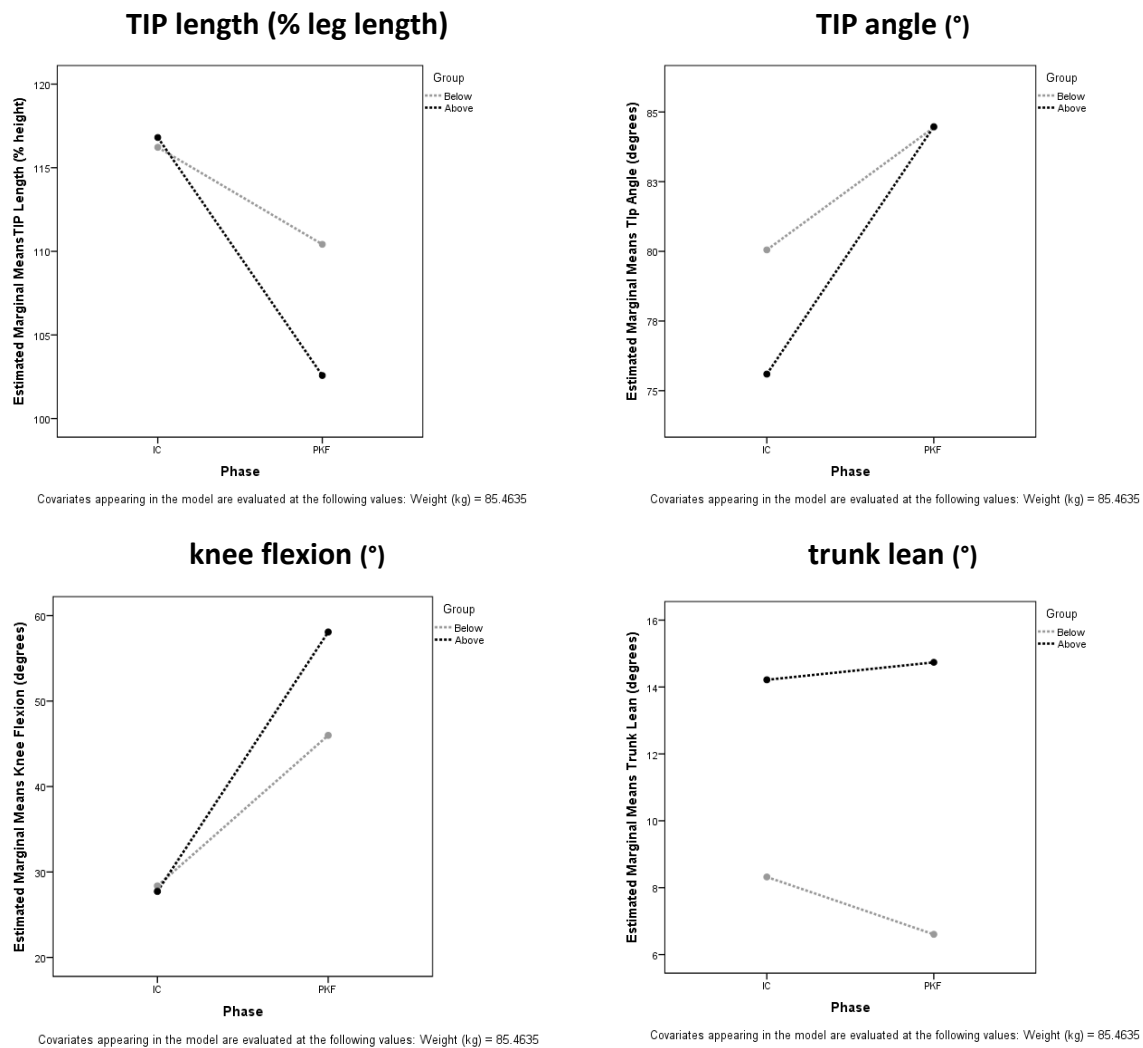 TIP length (% leg length)
Estimated Marginal MeansTIP Length (% height)
120
115
110
105
100
IC
PKF
Phase
Group
Below
Above
Covariates appearing in the model are evaluated at the following values: Weight (kg) = 85.4635
TIP angle (°)
Estimated Marginal Means TIp Angle (degrees)
85
83
80
78
75
IC
PKF
Phase
Group
Below
Above
Covariates appearing in the model are evaluated at the following values: Weight (kg) = 85.4635
knee flexion (°)
Estimated Marginal Means Knee Flexion (degrees)
60
50
40
30
20
IC
PKF
Phase
Group
Below
Above
Covariates appearing in the model are evaluated at the following values: Weight (kg) = 85.4635
trunk lean (°)
Estimated Marginal Means Trunk Lean (degrees)
16
14
12
10
8
6
IC
PKF
Phase
Group
Below
Above
Covariates appearing in the model are evaluated at the following values: Weight (kg) = 85.4635